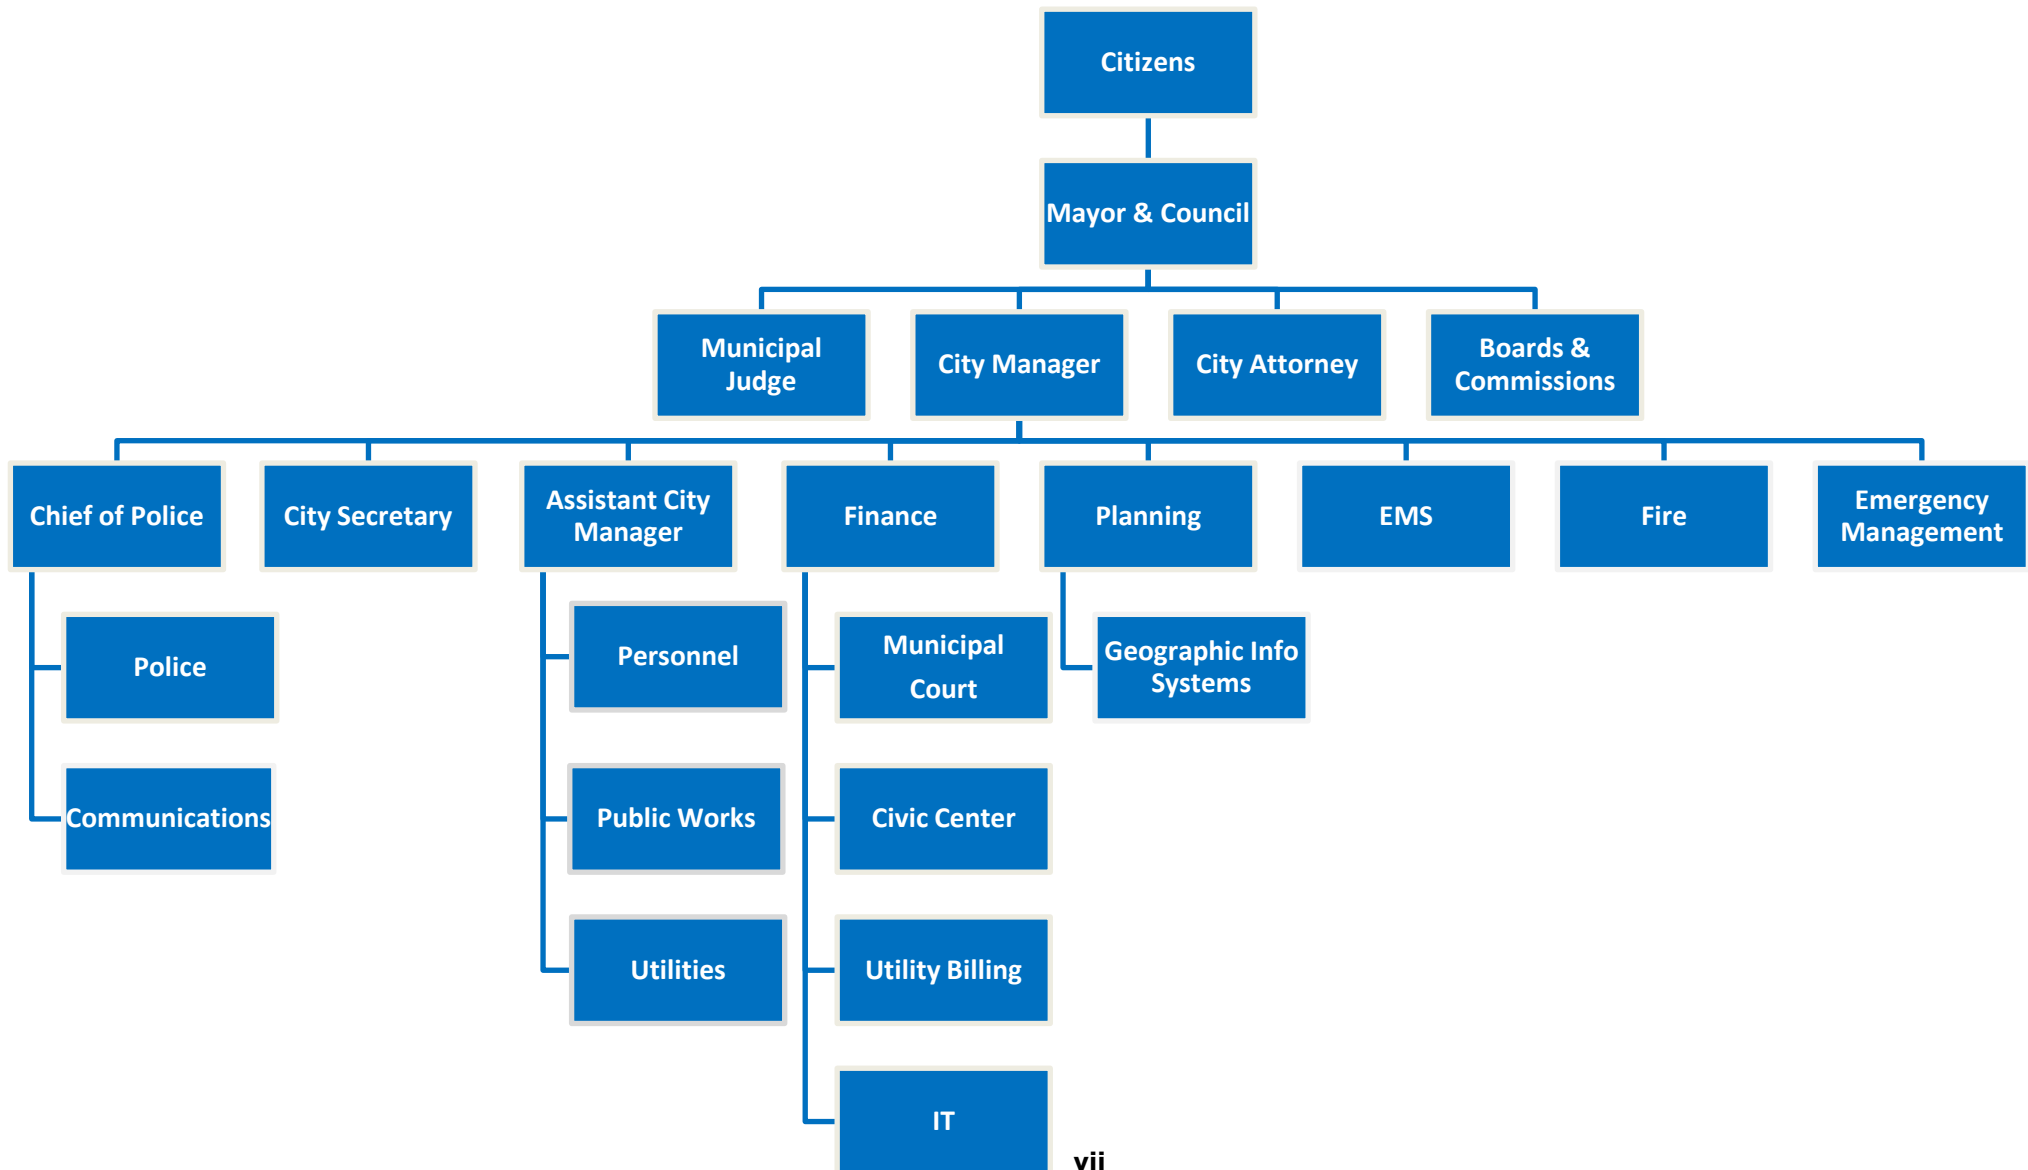 Citizens
Mayor & Council
Municipal
Judge
City Manager
City Attorney
Boards &
Commissions
Chief of Police
City Secretary
Assistant City
Manager
Finance
Planning
EMS
Fire
Emergency
Management
Police
Personnel
Municipal
Court
Geographic Info
Systems
Communications
Public Works
Civic Center
Utilities
Utility Billing
IT
vii